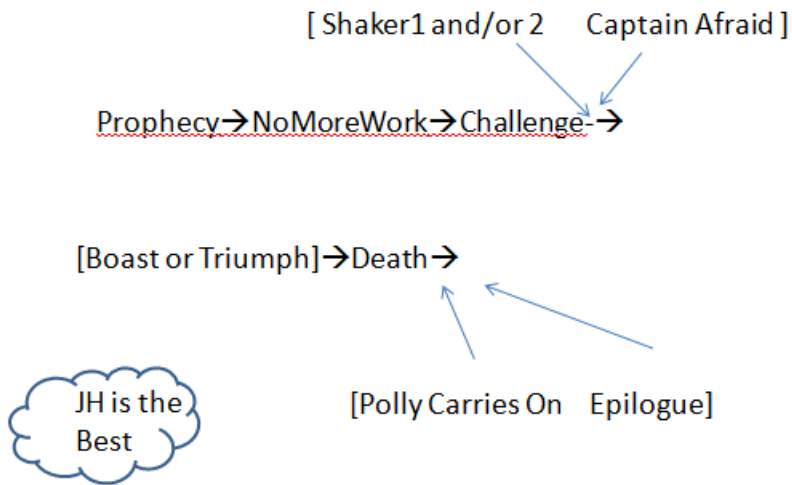 [ Shaker1 and/or 2 Captain Afraid ]
Prophecy→NoMoreWork→Challenge-→
[Boast or Triumph]→Death→
JH is the
Best
[Polly Carries On Epilogue]